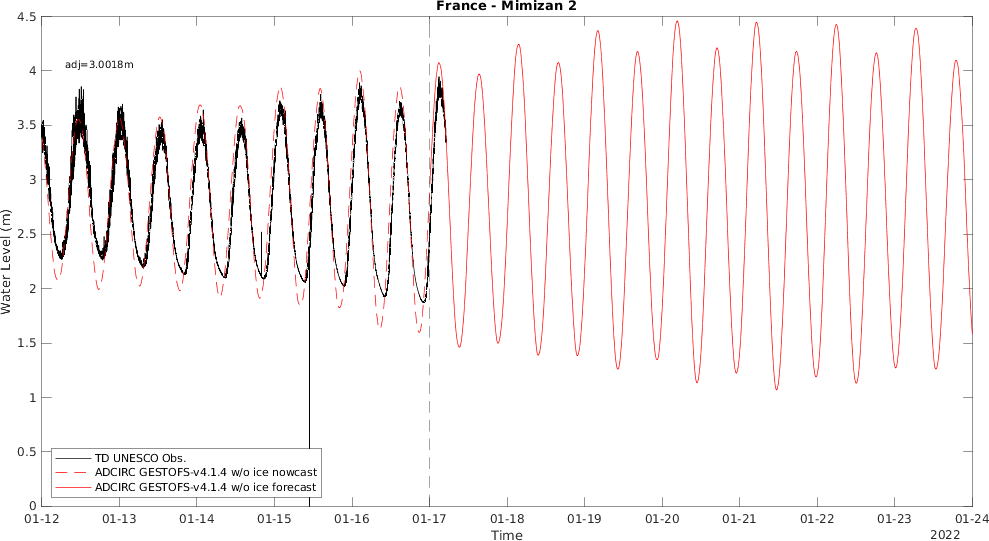 France - Mimizan 2
adj=3.0018m
Water Level (m)
4.5
4
3.5
3
2.5
2
1.5
1
0.5
0
TD UNESCO Obs.
ADCIRC GESTOFS-v4.1.4 w/o ice nowcast
ADCIRC GESTOFS-v4.1.4 w/o ice forecast
01-12 01-13 01-14 01-15 01-16 01-17 01-18 01-19 01-20 01-21 01-22 01-23 01-24
Time
2022